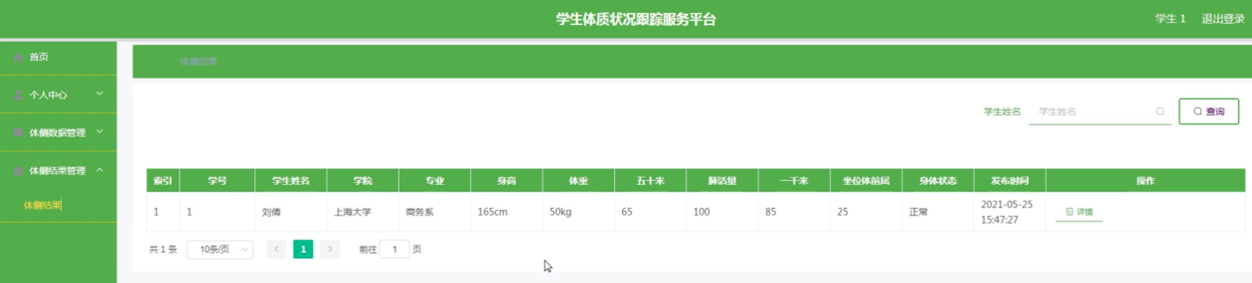 学生体质状况跟踪服务平台
学生 1 退出登录
首页
个人中心
体侧数据管理
体侧结果管理
体侧结果
体侧结果
学生姓名 学生姓名 查询
索引 学号 学生姓名 学院 专业 身高 体重 五十米 肺活量 一千米 坐位体前屈 身体状态 发布时间 操作
1 1 刘倩 上海大学 商务系 165cm 50kg 65 100 85 25 正常 2021-05-25 详情
15:47:27
共 1 条 10条/页 < 1 > 前往 1 页